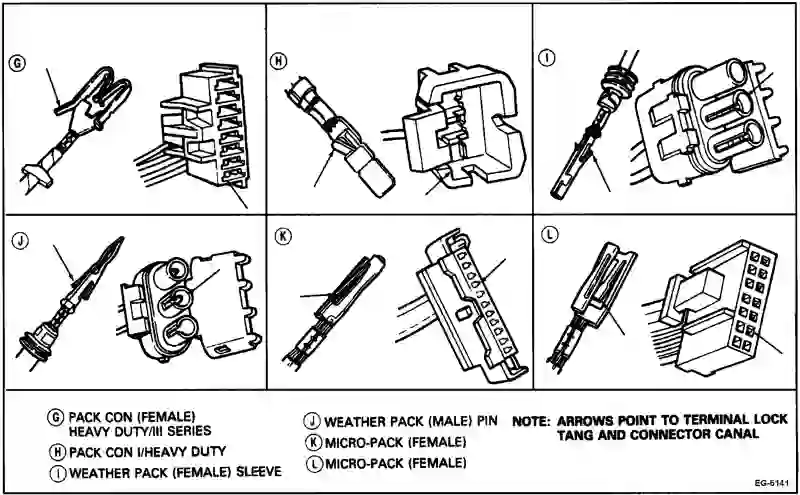 G
H
I
J
K
L
G PACK CON (FEMALE)
HEAVY DUTY/III SERIES
H PACK CON I/HEAVY DUTY
I WEATHER PACK (FEMALE) SLEEVE
J WEATHER PACK (MALE) PIN
K MICRO-PACK (FEMALE)
L MICRO-PACK (FEMALE)
NOTE: ARROWS POINT TO TERMINAL LOCK
TANG AND CONNECTOR CANAL
EG-5141